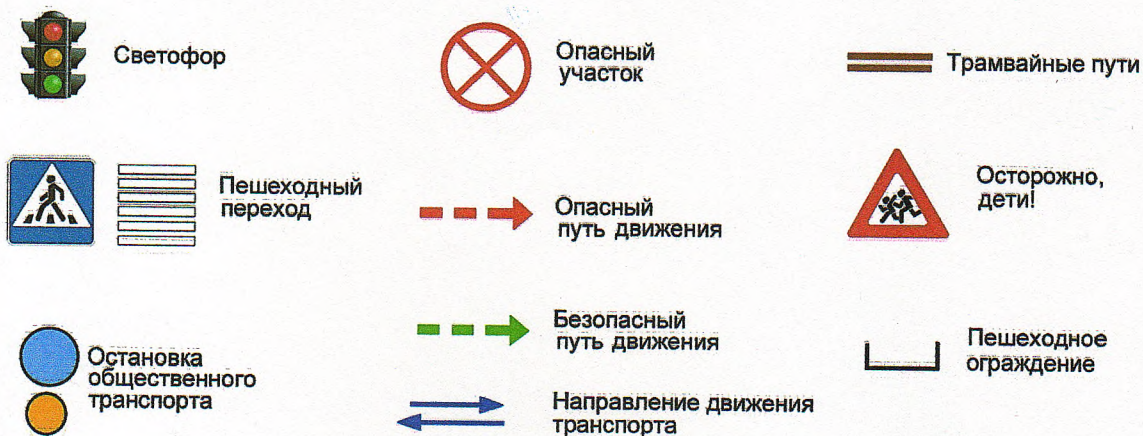 Светофор
Опасный
участок
Трамвайные пути
Пешеходный
переход
Опасный
путь движения
Осторожно,
дети!
Остановка
общественного
транспорта
Безопасный
путь движения
Направление движения
транспорта
Пешеходное
ограждение